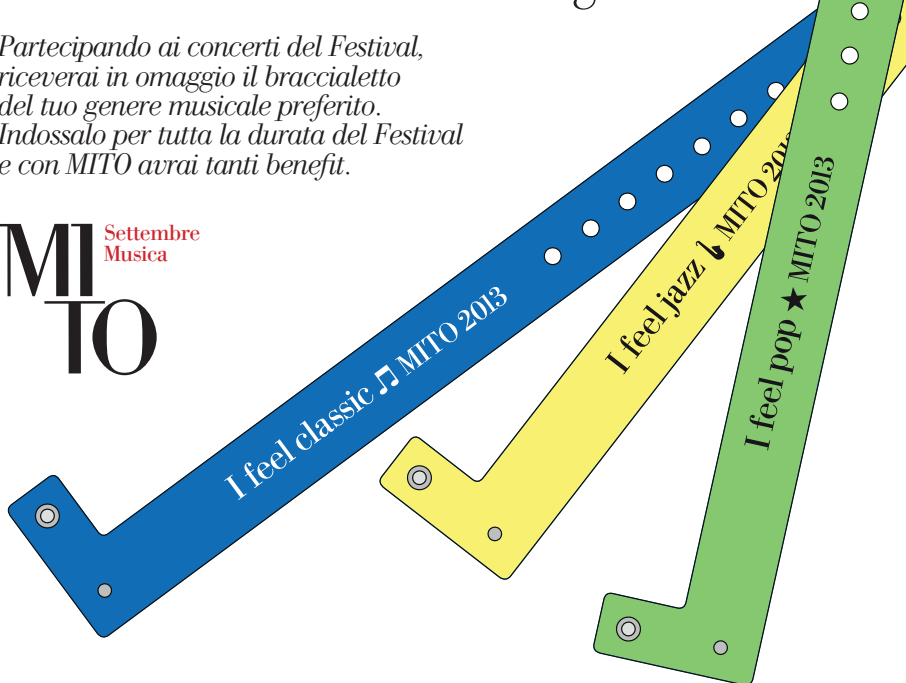 Partecipando ai concerti del Festival,
riceverai in omaggio il braccialetto
del tuo genere musicale preferito.
Indossalo per tutta la durata del Festival
e con MITO avrai tanti benefit.
MI
TO
Settembre
Musica
I feel classic MITO 2013
I feel jazz MITO
I feel pop ★ MITO 2013